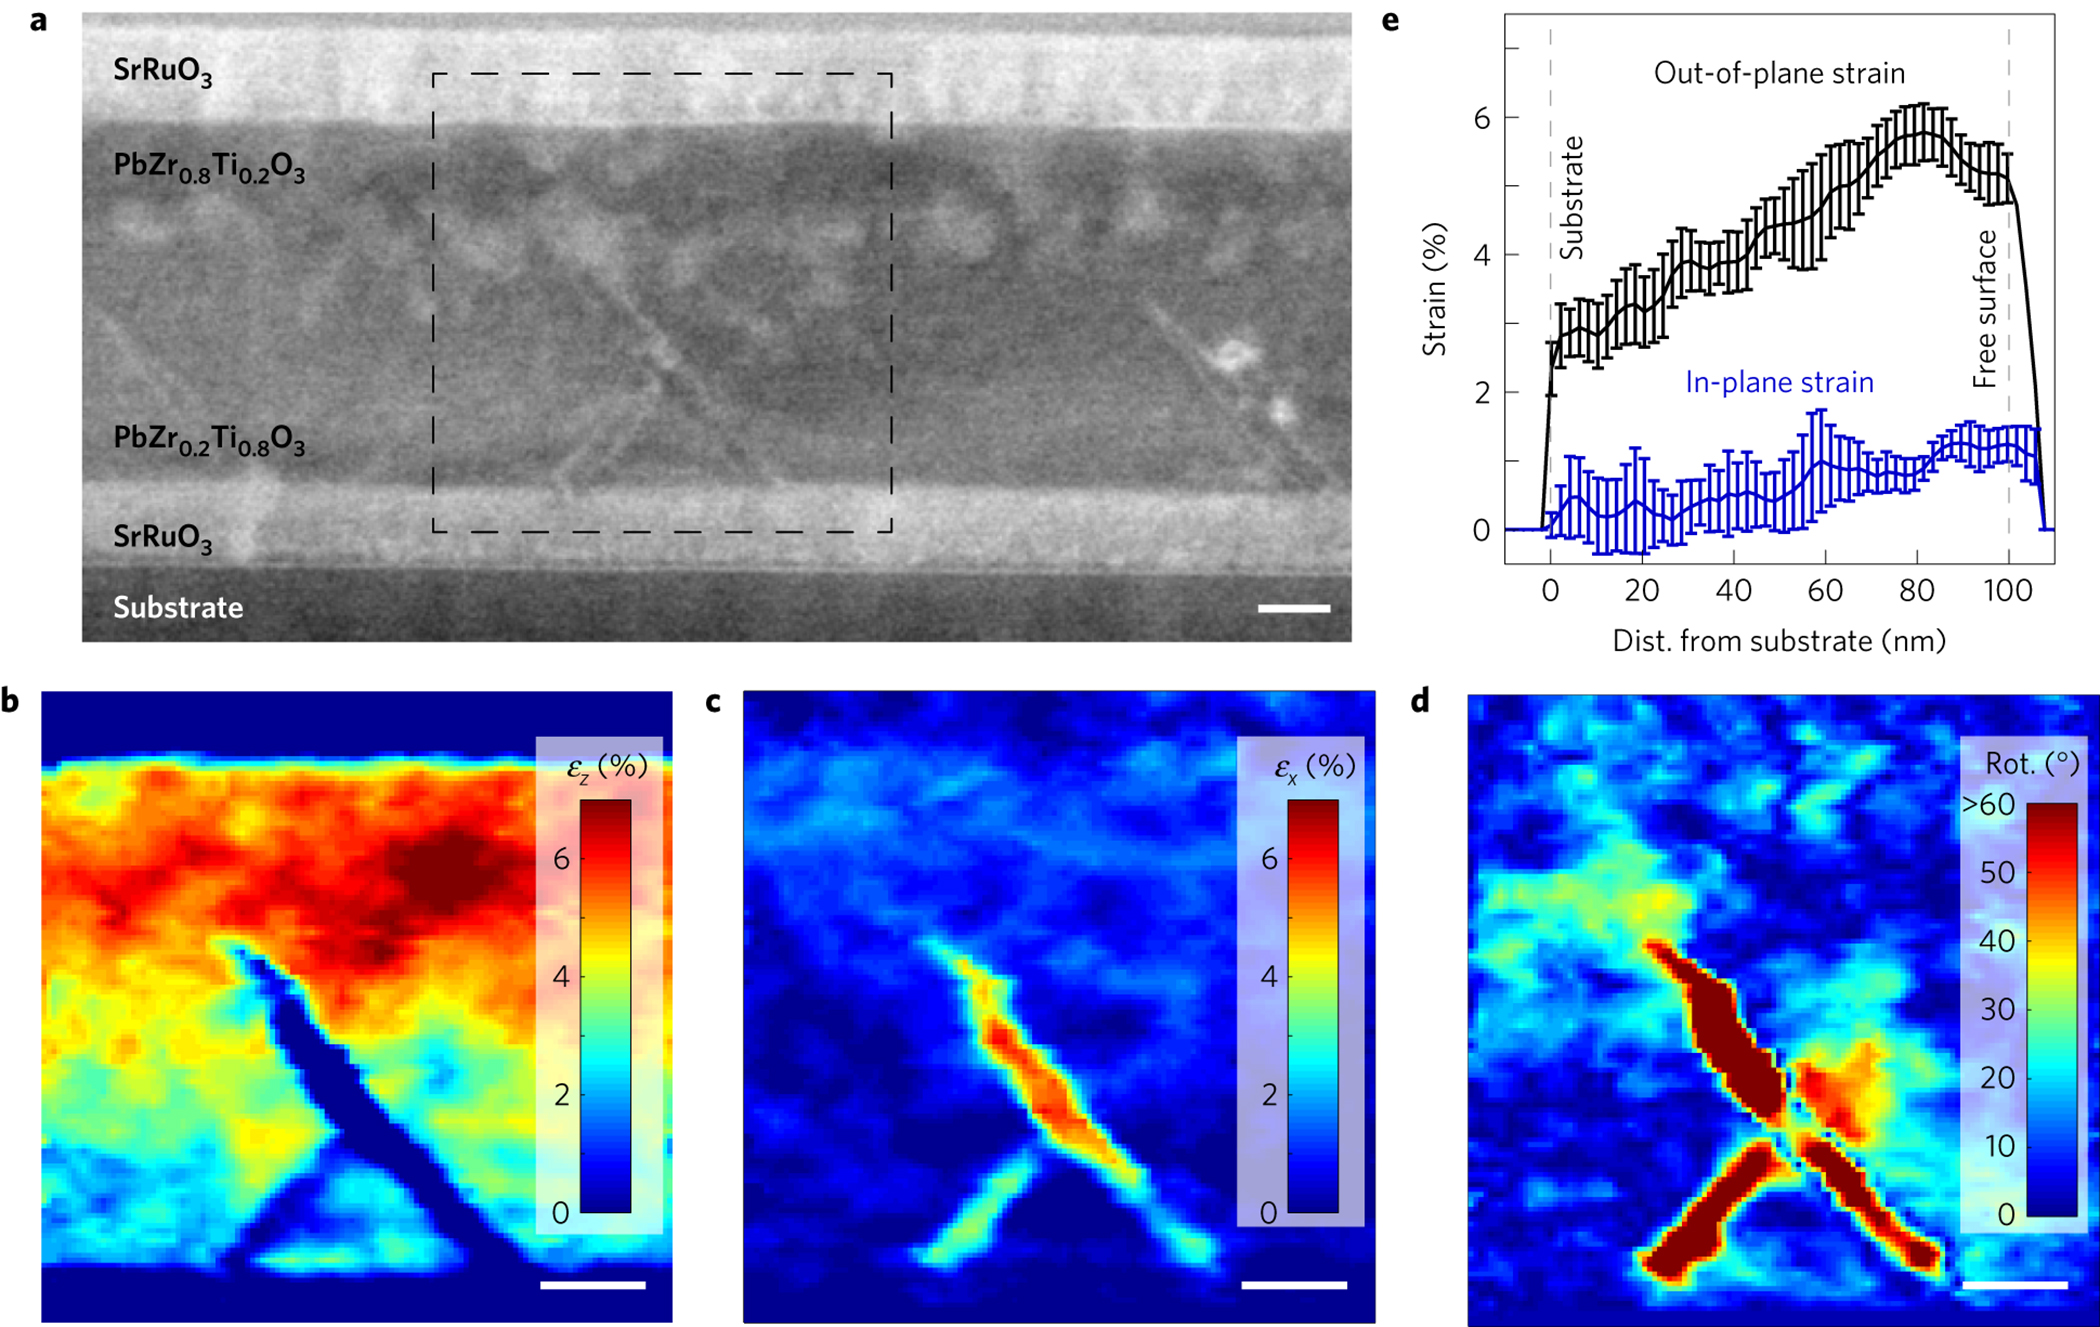 a
SrRuO3
PbZr0.8Ti0.2O3
PbZr0.2Ti0.8O3
SrRuO3
Substrate
e
Out-of-plane strain
In-plane strain
Substrate
Free surface
Strain (%)
6
4
2
0
0 20 40 60 80 100
Dist. from substrate (nm)
b
εz (%)
6
4
2
0
c
εx (%)
6
4
2
0
d
Rot. (°)
>60
50
40
30
20
10
0